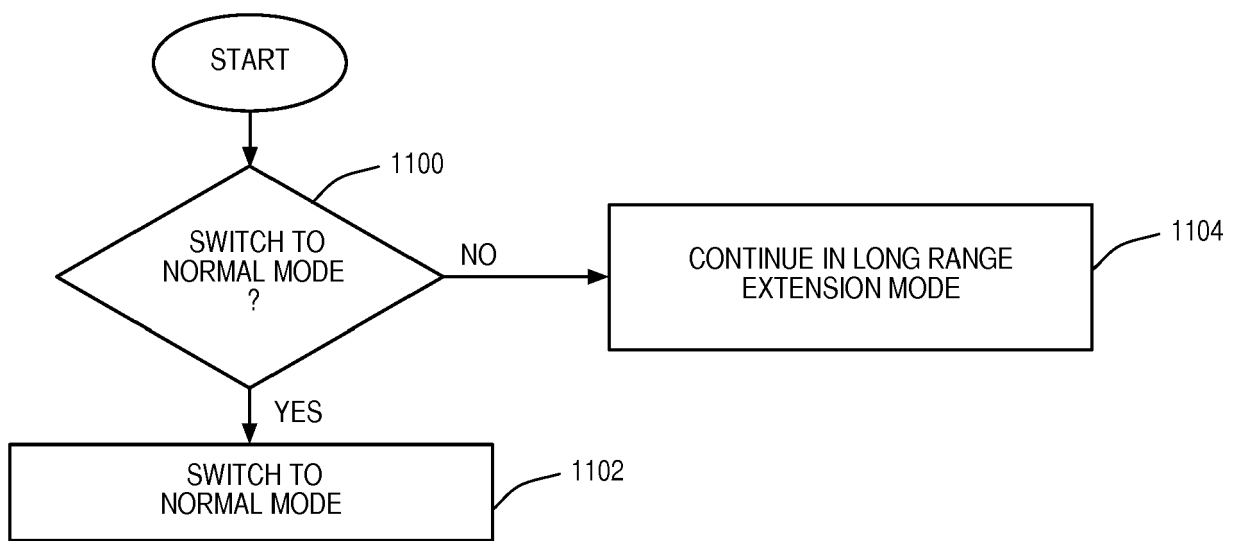 START
1100
SWITCH TO
NORMAL MODE
?
NO
CONTINUE IN LONG RANGE
EXTENSION MODE
1104
YES
SWITCH TO
NORMAL MODE
1102